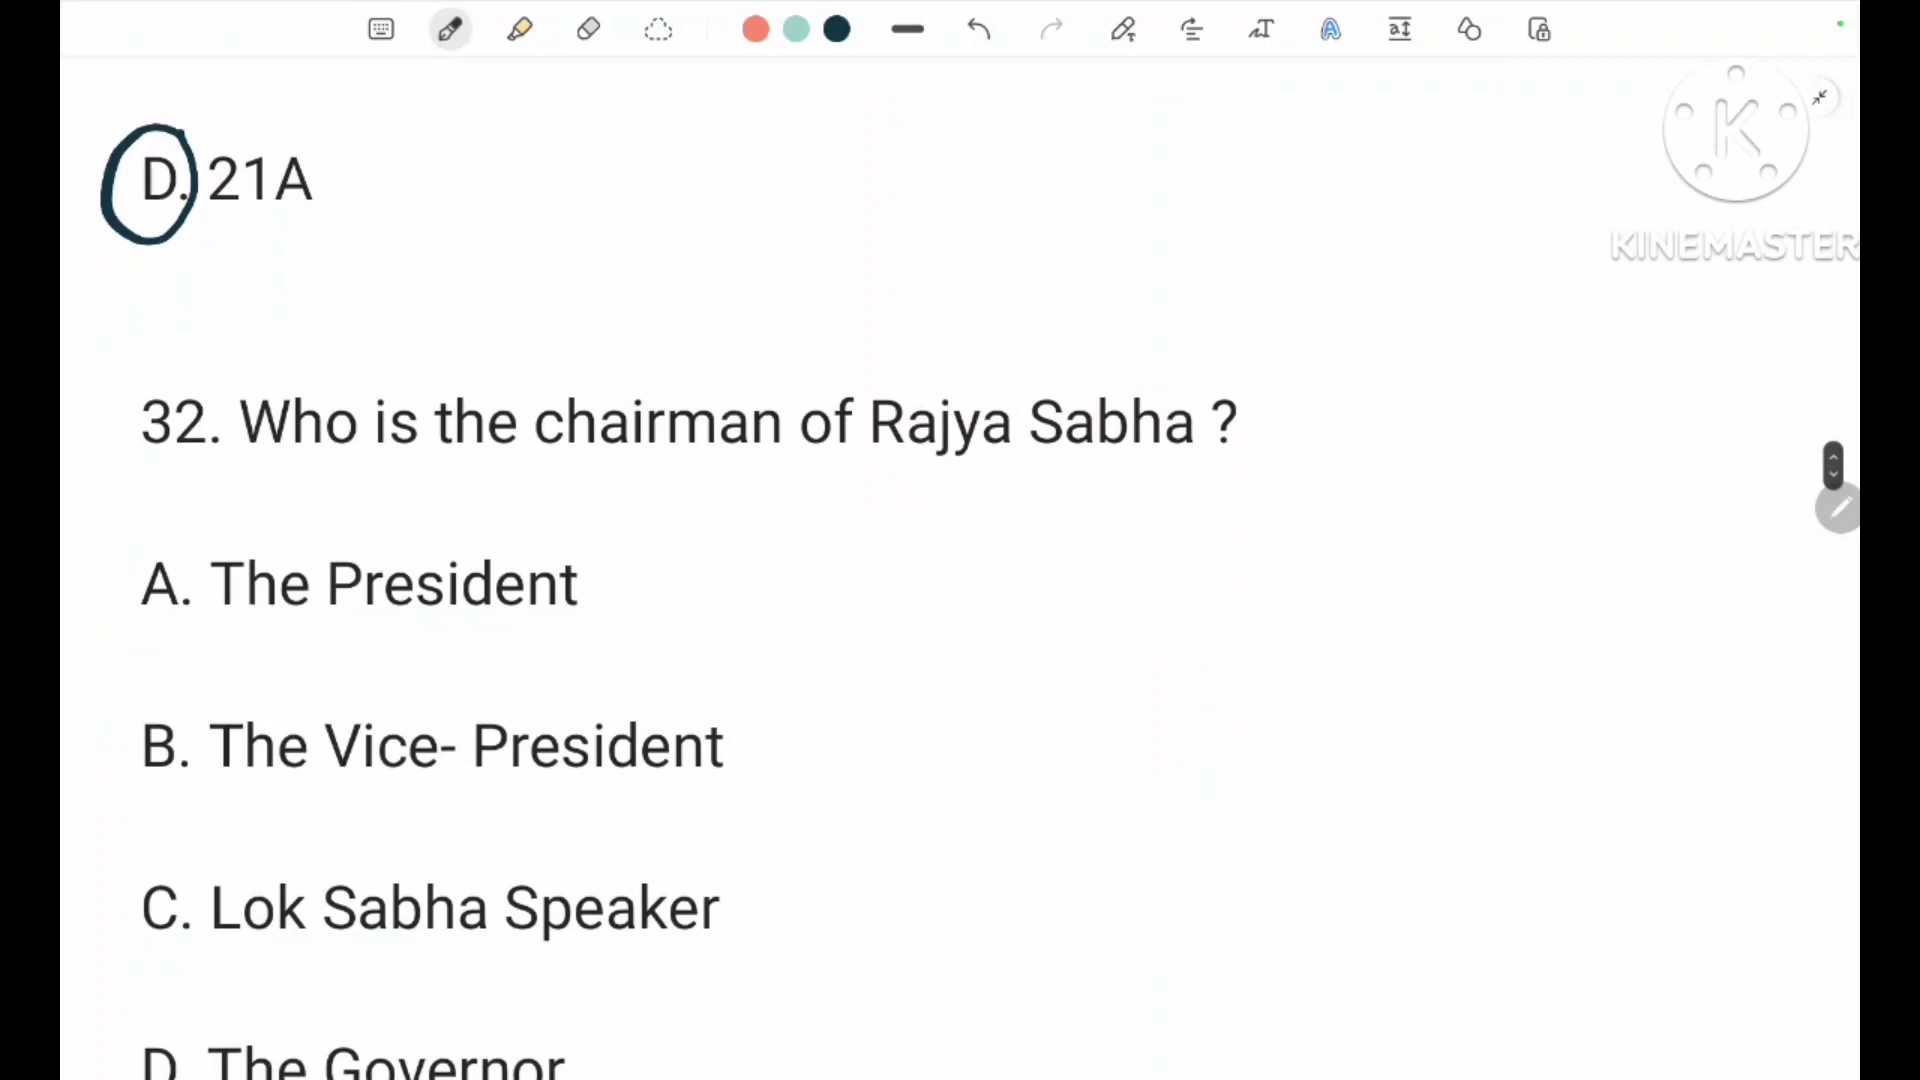 D. 21A
KINEMASTER
32. Who is the chairman of Rajya Sabha ?
A. The President
B. The Vice- President
C. Lok Sabha Speaker
D. The Governor